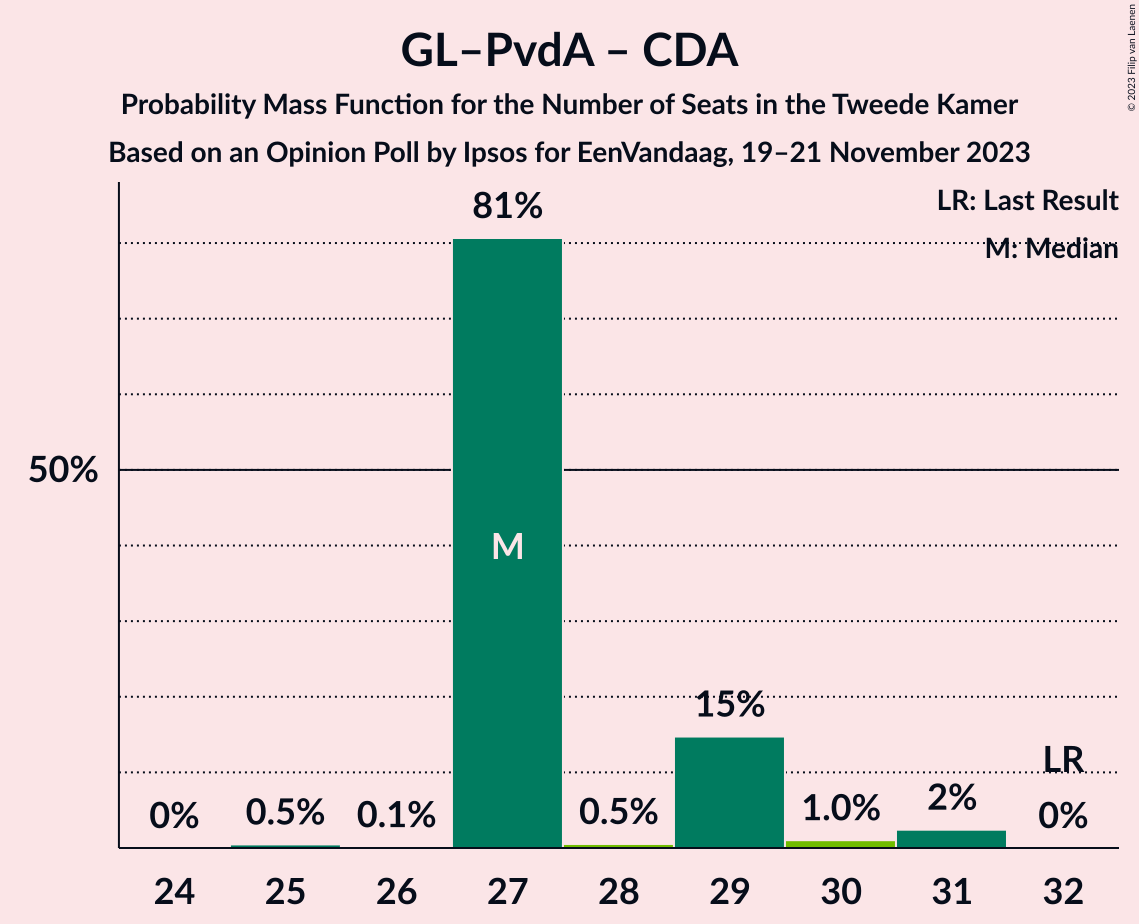 GL–PvdA – CDA
Probability Mass Function for the Number of Seats in the Tweede Kamer
Based on an Opinion Poll by Ipsos for EenVandaag, 19–21 November 2023
© 2023 Filip van Laenen
LR: Last Result
M: Median
81%
50%
M
15%
LR
0%
0.5%
0.1%
0.5%
1.0%
2%
0%
24 25 26 27 28 29 30 31 32